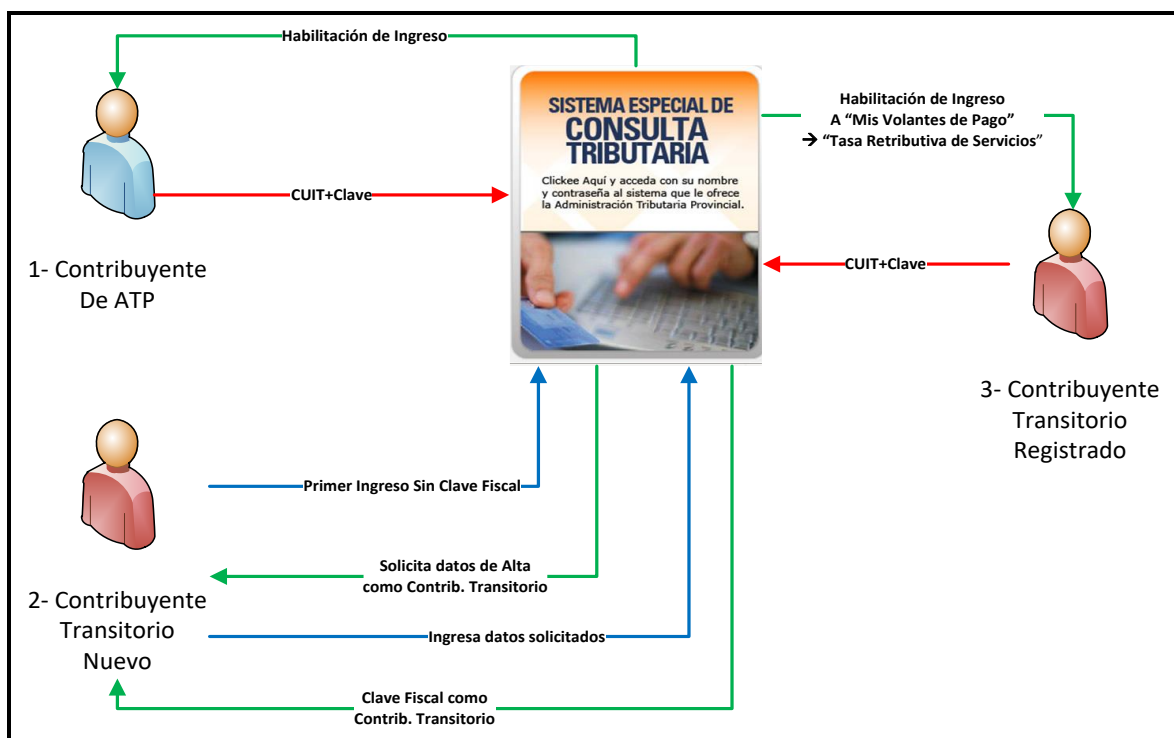 Habilitación de Ingreso
SISTEMA ESPECIAL DE
CONSULTA
TRIBUTARIA
Clickee Aquí y acceda con su nombre
y contraseña al sistema que le ofrece
la Administración Tributaria Provincial.
Habilitación de Ingreso
A “Mis Volantes de Pago”
→ “Tasa Retributiva de Servicios”
CUIT+Clave
1- Contribuyente
De ATP
CUIT+Clave
3- Contribuyente
Transitorio
Registrado
Primer Ingreso Sin Clave Fiscal
Solicita datos de Alta
como Contrib. Transitorio
2- Contribuyente
Transitorio
Nuevo
Ingresa datos solicitados
Clave Fiscal como
Contrib. Transitorio